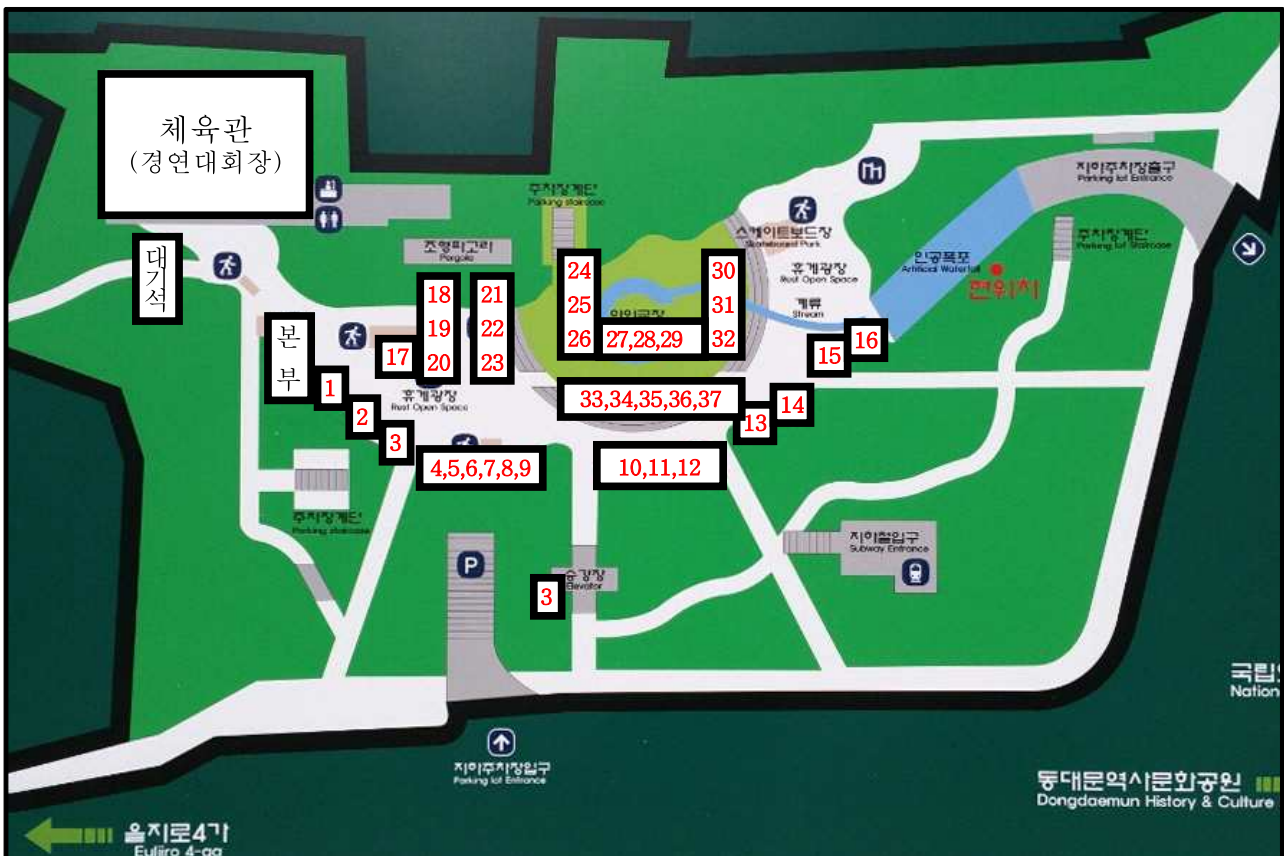 체육관
(경연대회장)
대기석
본부
1
2
3
4,5,6,7,8,9
10,11,12
13
14
15
16
17
18
19
20
21
22
23
24
25
26
27,28,29
30
31
32
33,34,35,36,37
3
조형파고라
Pergola
주차장계단
Parking staircase
스케이트보드장
Skateboard Park
휴게광장
Rust Open Space
계류
Stream
인공폭포
Artificial Waterfall
현위치
지하주차장출구
Parking lot Entrance
주차장계단
Parking lot Staircase
휴게광장
Rust Open Space
주차장계단
Parking staircase
P
승강장
Elevator
지하철입구
Subway Entrance
지하주차장입구
Parking lot Entrance
국립
Nation
동대문역사문화공원
Dongdaemun History & Culture
을지로4가
Euljiro 4-ga